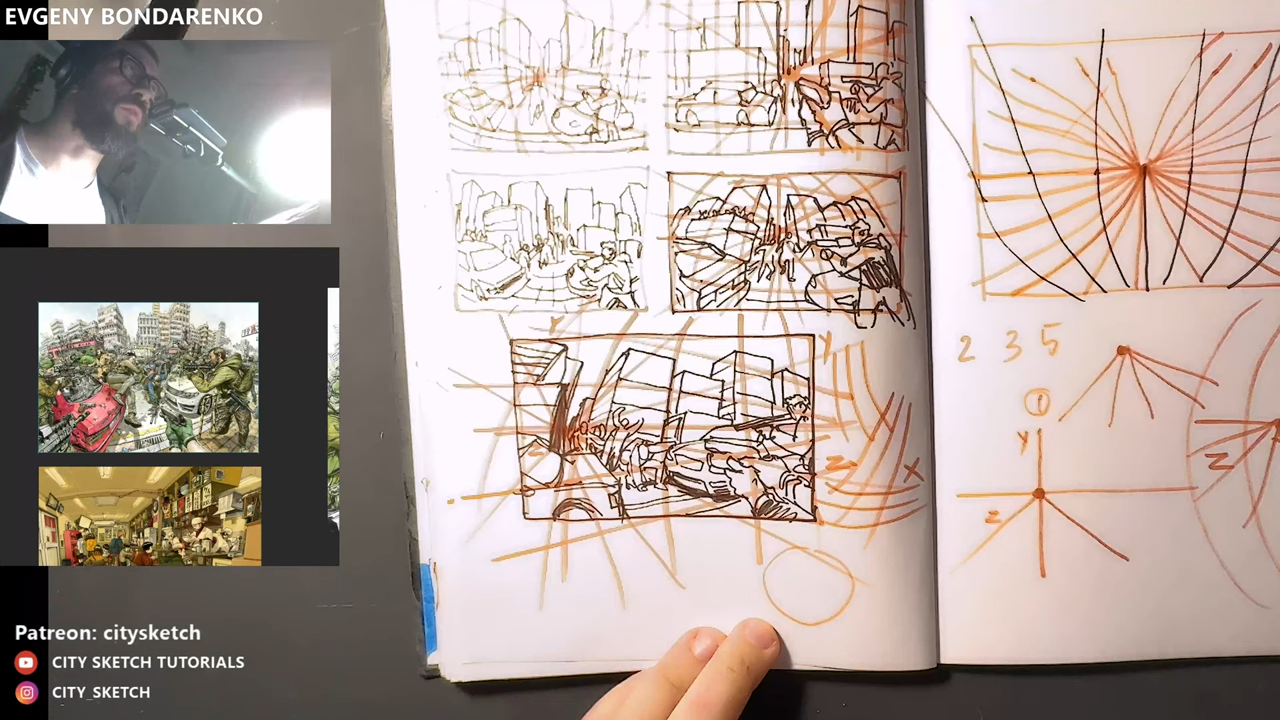 EVGENY BONDARENKO
Y
Z
X
Z
2 3 5
1
Y
Z
Z
Patreon: citysketch
CITY SKETCH TUTORIALS
CITY_SKETCH